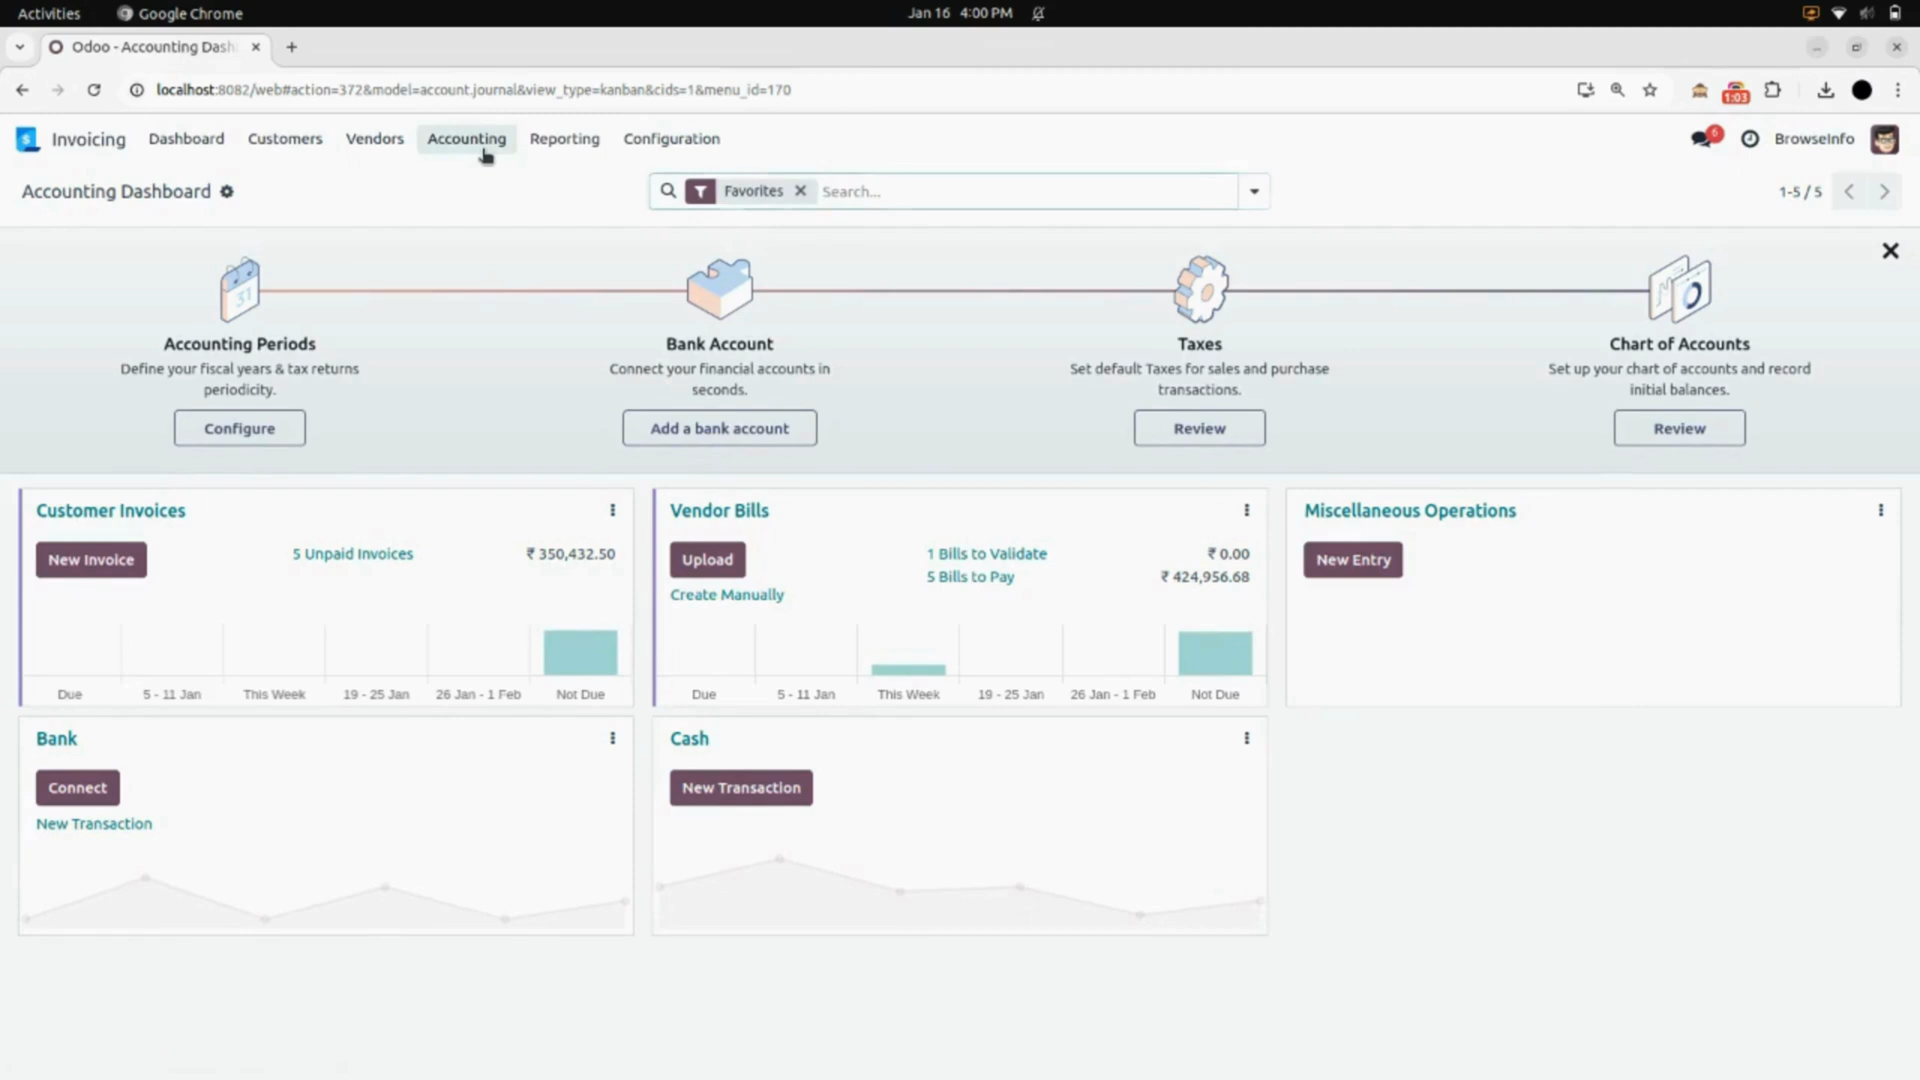 Activities
Google Chrome
Jan 16 4:00 PM
Odoo - Accounting Dash
localhost:8082/web#action=372&model=account.journal&view_type=kanban&cids=1&menu_id=170
1:03
Invoicing
Dashboard
Customers
Vendors
Accounting
Reporting
Configuration
6
BrowseInfo
Accounting Dashboard
Favorites
Search...
1-5 / 5
31
Accounting Periods
Define your fiscal years & tax returns
periodicity.
Configure
Bank Account
Connect your financial accounts in
seconds.
Add a bank account
Taxes
Set default Taxes for sales and purchase
transactions.
Review
Chart of Accounts
Set up your chart of accounts and record
initial balances.
Review
Customer Invoices
New Invoice
5 Unpaid Invoices
₹ 350,432.50
Due
5 - 11 Jan
This Week
19 - 25 Jan
26 Jan - 1 Feb
Not Due
Vendor Bills
Upload
Create Manually
1 Bills to Validate
₹ 0.00
5 Bills to Pay
₹ 424,956.68
Due
5 - 11 Jan
This Week
19 - 25 Jan
26 Jan - 1 Feb
Not Due
Miscellaneous Operations
New Entry
Bank
Connect
New Transaction
Cash
New Transaction